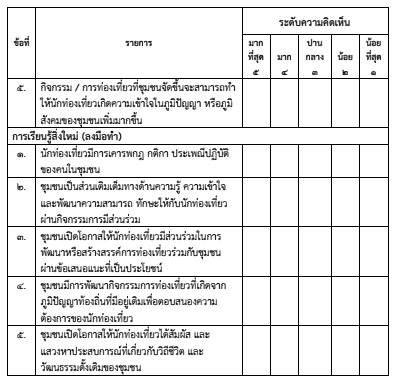 ข้อที่ รายการ ระดับความคิดเห็น
มากที่สุด ๕ มาก ๔ ปานกลาง ๓ น้อย ๒ น้อยที่สุด ๑
๕. กิจกรรม / การท่องเที่ยวที่ชุมชนจัดขึ้นจะสามารถทำ
ให้นักท่องเที่ยวเกิดความเข้าใจในภูมิปัญญา หรือภูมิ
สังคมของชุมชนเพิ่มมากขึ้น
การเรียนรู้สิ่งใหม่ (ลงมือทำ)
๑. นักท่องเที่ยวมีการเคารพกฎ กติกา ประเพณีปฏิบัติ
ของคนในชุมชน
๒. ชุมชนเป็นส่วนเติมเต็มทางด้านความรู้ ความเข้าใจ
และพัฒนาความสามารถ ทักษะให้กับนักท่องเที่ยว
ผ่านกิจกรรมการมีส่วนร่วม
๓. ชุมชนเปิดโอกาสให้นักท่องเที่ยวมีส่วนร่วมในการ
พัฒนาหรือสร้างสรรค์การท่องเที่ยวร่วมกับชุมชน
ผ่านข้อเสนอแนะที่เป็นประโยชน์
๔. ชุมชนมีการพัฒนากิจกรรมการท่องเที่ยวที่เกิดจาก
ภูมิปัญญาท้องถิ่นที่มีอยู่เดิมเพื่อตอบสนองความ
ต้องการของนักท่องเที่ยว
๕. ชุมชนเปิดโอกาสให้นักท่องเที่ยวได้สัมผัส และ
แสวงหาประสบการณ์ที่เกี่ยวกับวิถีชีวิต และ
วัฒนธรรมดั้งเดิมของชุมชน